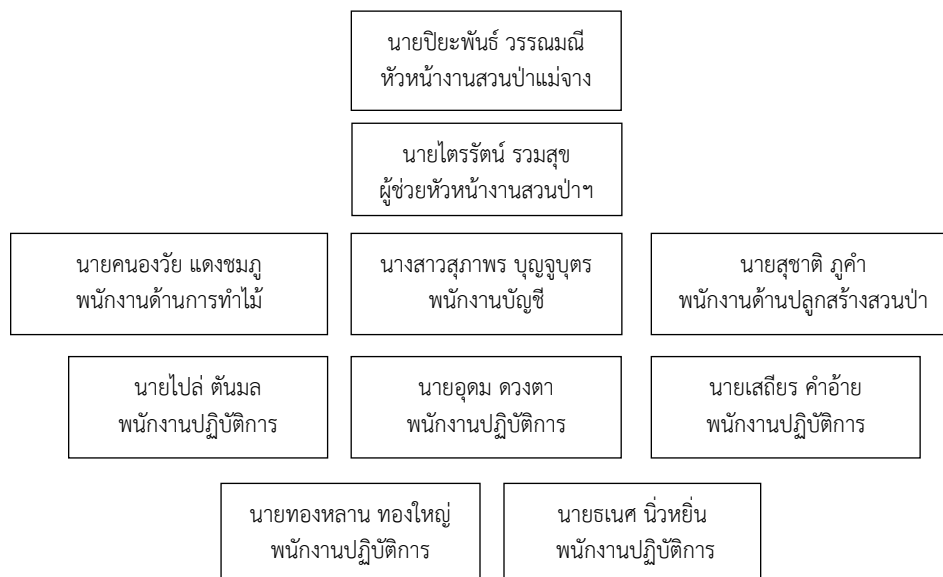 นายปิยะพันธ์ วรรณมณี
หัวหน้างานสวนป่าแม่จาง
นายไตรรัตน์ รวมสุข
ผู้ช่วยหัวหน้างานสวนป่าฯ
นายคนองวัย แดงชมภู
พนักงานด้านการทำไม้
นางสาวสุภาพร บุญจูบุตร
พนักงานบัญชี
นายสุชาติ ภูคำ
พนักงานด้านปลูกสร้างสวนป่า
นายไปล่ ตันมล
พนักงานปฏิบัติการ
นายอุดม ดวงตา
พนักงานปฏิบัติการ
นายเสถียร คำอ้าย
พนักงานปฏิบัติการ
นายทองหลาน ทองใหญ่
พนักงานปฏิบัติการ
นายธเนศ นิ่วหยิ่น
พนักงานปฏิบัติการ